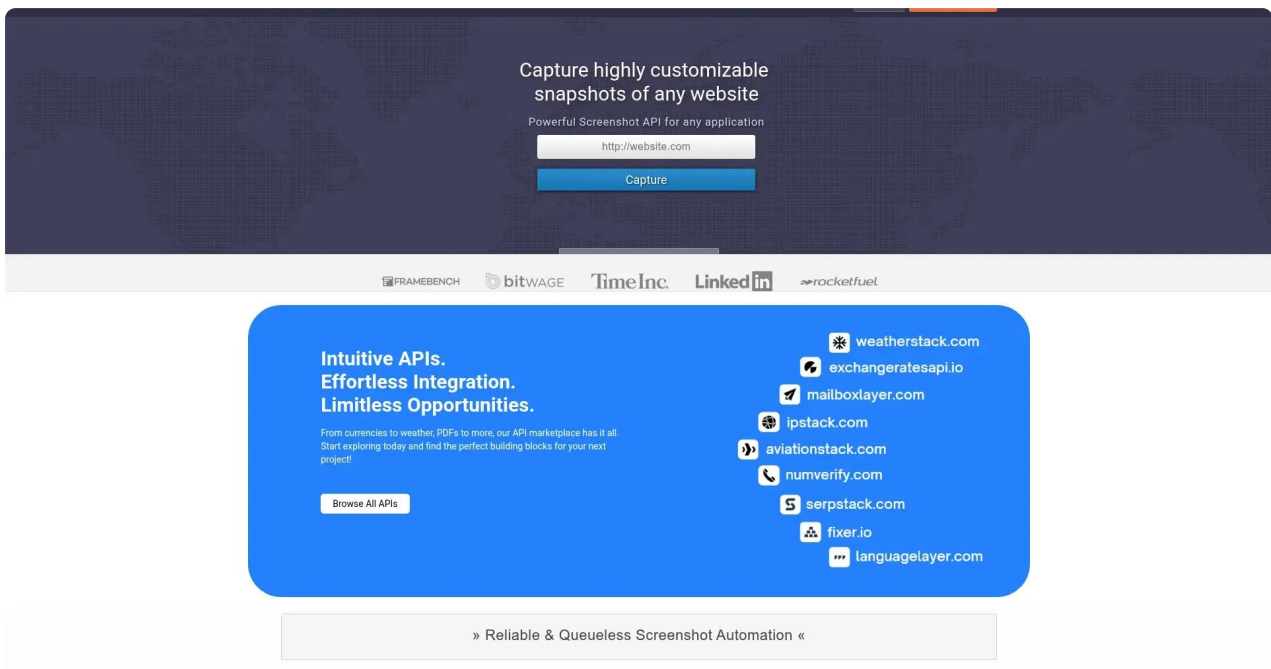 Capture highly customizable
snapshots of any website
Powerful Screenshot API for any application
http://website.com
Capture
FRAMEBENCH
bitWAGE
Time Inc.
Linked in
rocketfuel
Intuitive APIs.
Effortless Integration.
Limitless Opportunities.
From currencies to weather, PDFs to more, our API marketplace has it all.
Start exploring today and find the perfect building blocks for your next
project!
Browse All APIs
weatherstack.com
exchangeratesapi.io
mailboxlayer.com
ipstack.com
aviationstack.com
numverify.com
serpstack.com
fixer.io
languagelayer.com
» Reliable & Queueless Screenshot Automation «